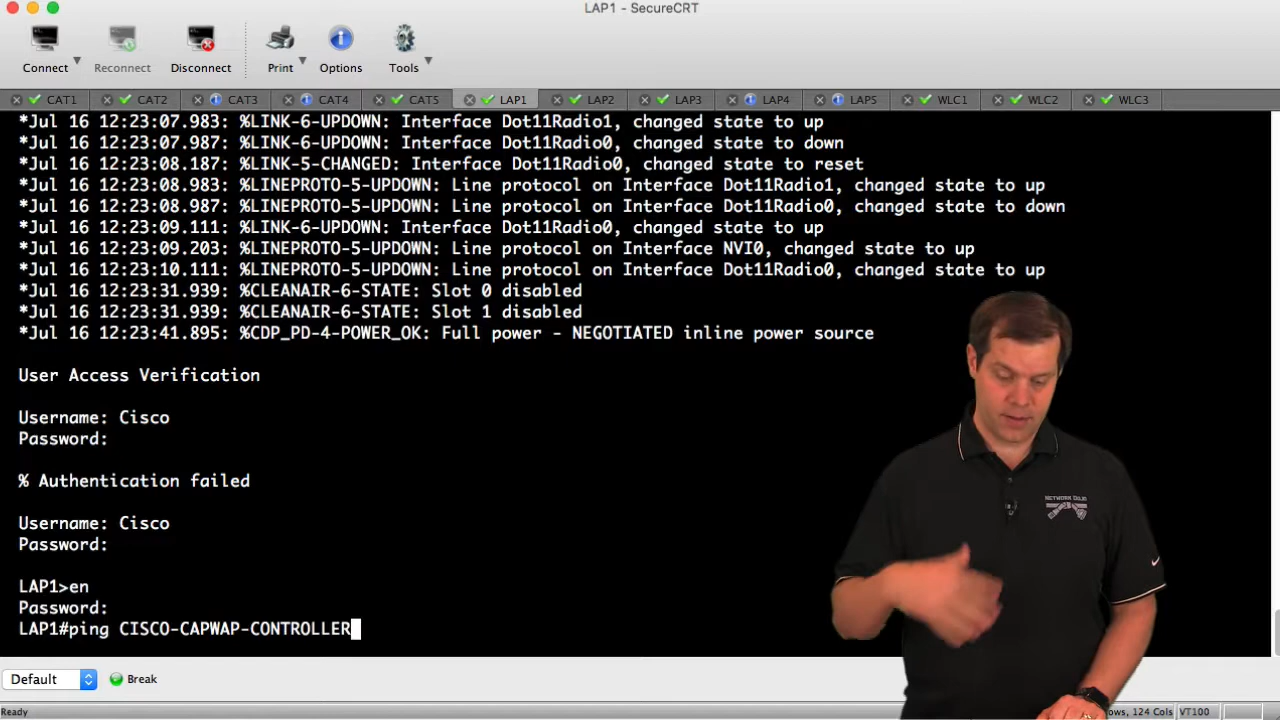 LAP1 - SecureCRT
Connect
Reconnect
Disconnect
Print
Options
Tools
CAT1
CAT2
CAT3
CAT4
CAT5
LAP1
LAP2
LAP3
LAP4
LAP5
WLC1
WLC2
WLC3
*Jul 16 12:23:07.983: %LINK-6-UPDOWN: Interface Dot11Radio1, changed state to up
*Jul 16 12:23:07.987: %LINK-6-UPDOWN: Interface Dot11Radio0, changed state to down
*Jul 16 12:23:08.187: %LINK-5-CHANGED: Interface Dot11Radio0, changed state to reset
*Jul 16 12:23:08.983: %LINEPROTO-5-UPDOWN: Line protocol on Interface Dot11Radio1, changed state to up
*Jul 16 12:23:08.987: %LINEPROTO-5-UPDOWN: Line protocol on Interface Dot11Radio0, changed state to down
*Jul 16 12:23:09.111: %LINK-6-UPDOWN: Interface Dot11Radio0, changed state to up
*Jul 16 12:23:09.203: %LINEPROTO-5-UPDOWN: Line protocol on Interface NVI0, changed state to up
*Jul 16 12:23:10.111: %LINEPROTO-5-UPDOWN: Line protocol on Interface Dot11Radio0, changed state to up
*Jul 16 12:23:31.939: %CLEANAIR-6-STATE: Slot 0 disabled
*Jul 16 12:23:31.939: %CLEANAIR-6-STATE: Slot 1 disabled
*Jul 16 12:23:41.895: %CDP_PD-4-POWER_OK: Full power - NEGOTIATED inline power source
User Access Verification
Username: Cisco
Password:
% Authentication failed
Username: Cisco
Password:
LAP1>en
Password:
LAP1#ping CISCO-CAPWAP-CONTROLLER
NETWORK DOJO
Default
Break
Ready
ows, 124 Cols
VT100